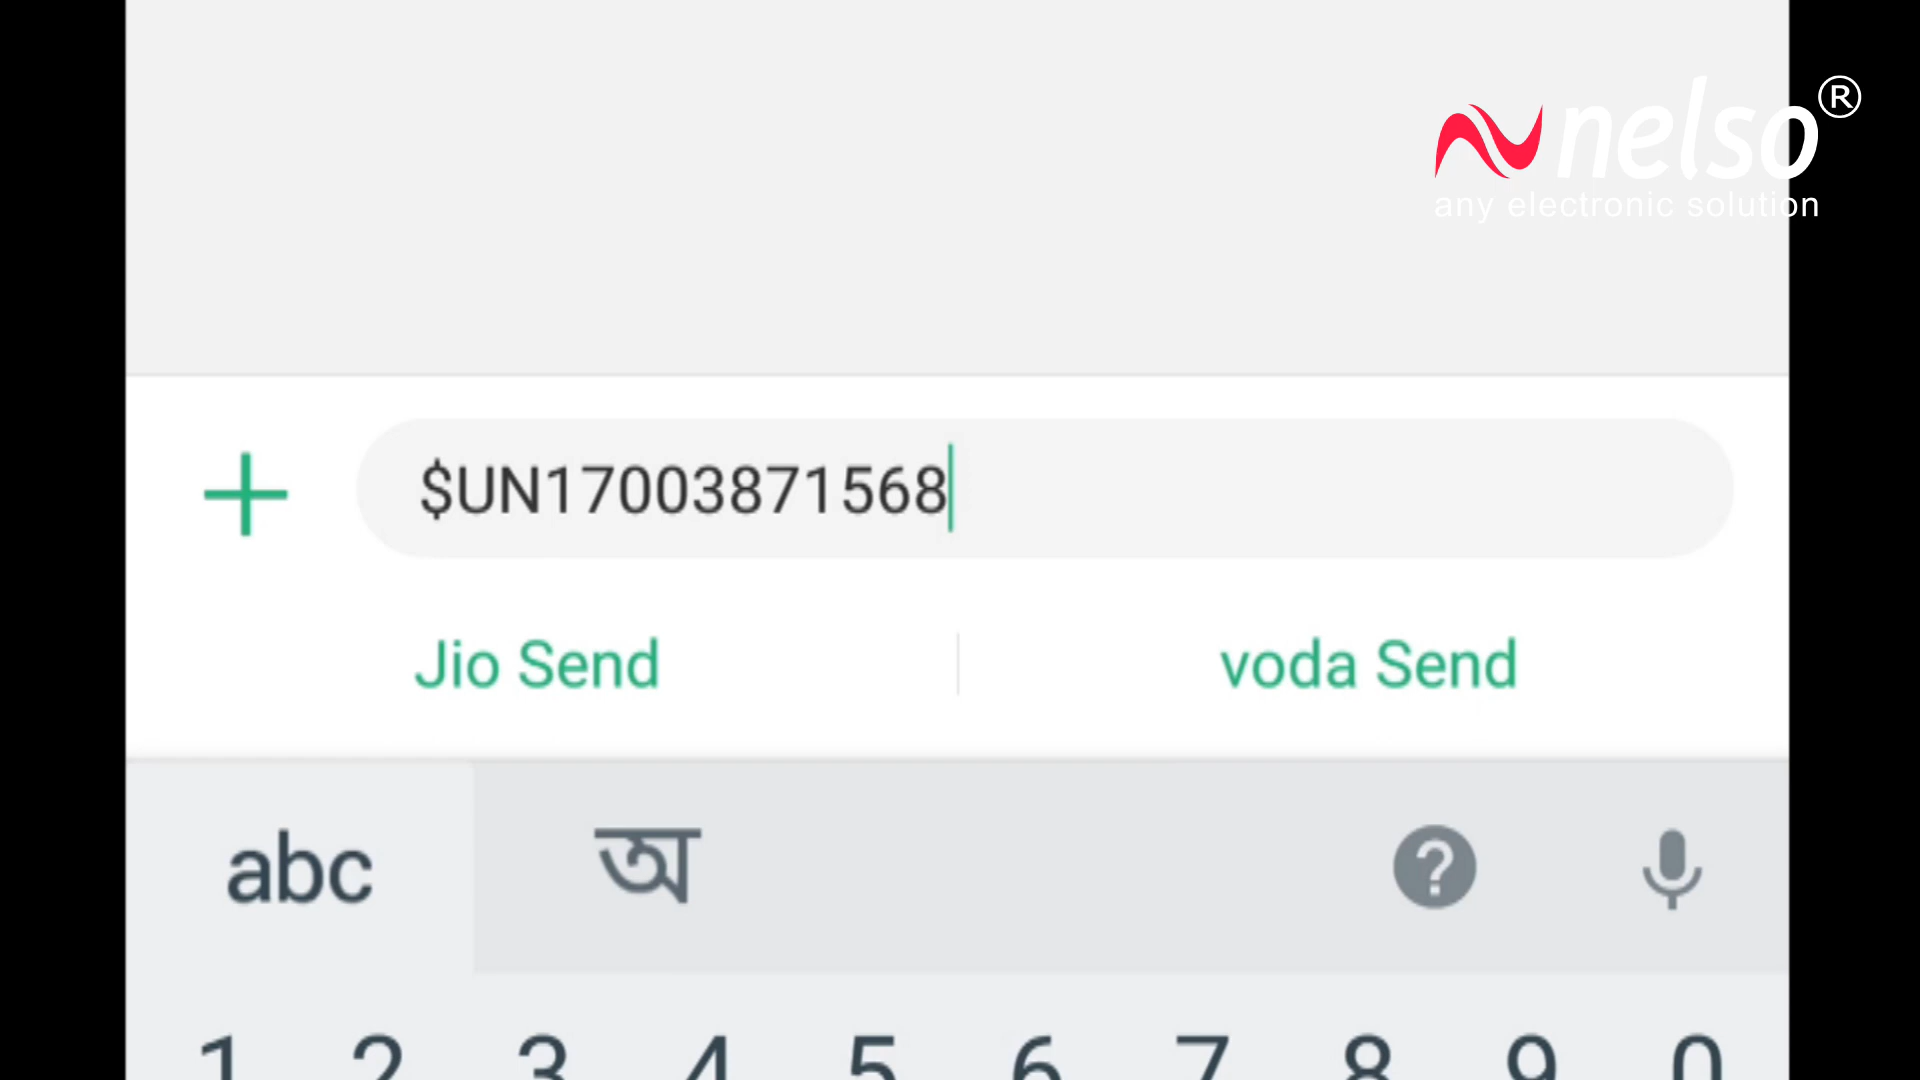 nelso®
any electronic solution
$UN17003871568
Jio Send
voda Send
abc
অ
?
1 2 3 4 5 6 7 8 9 0